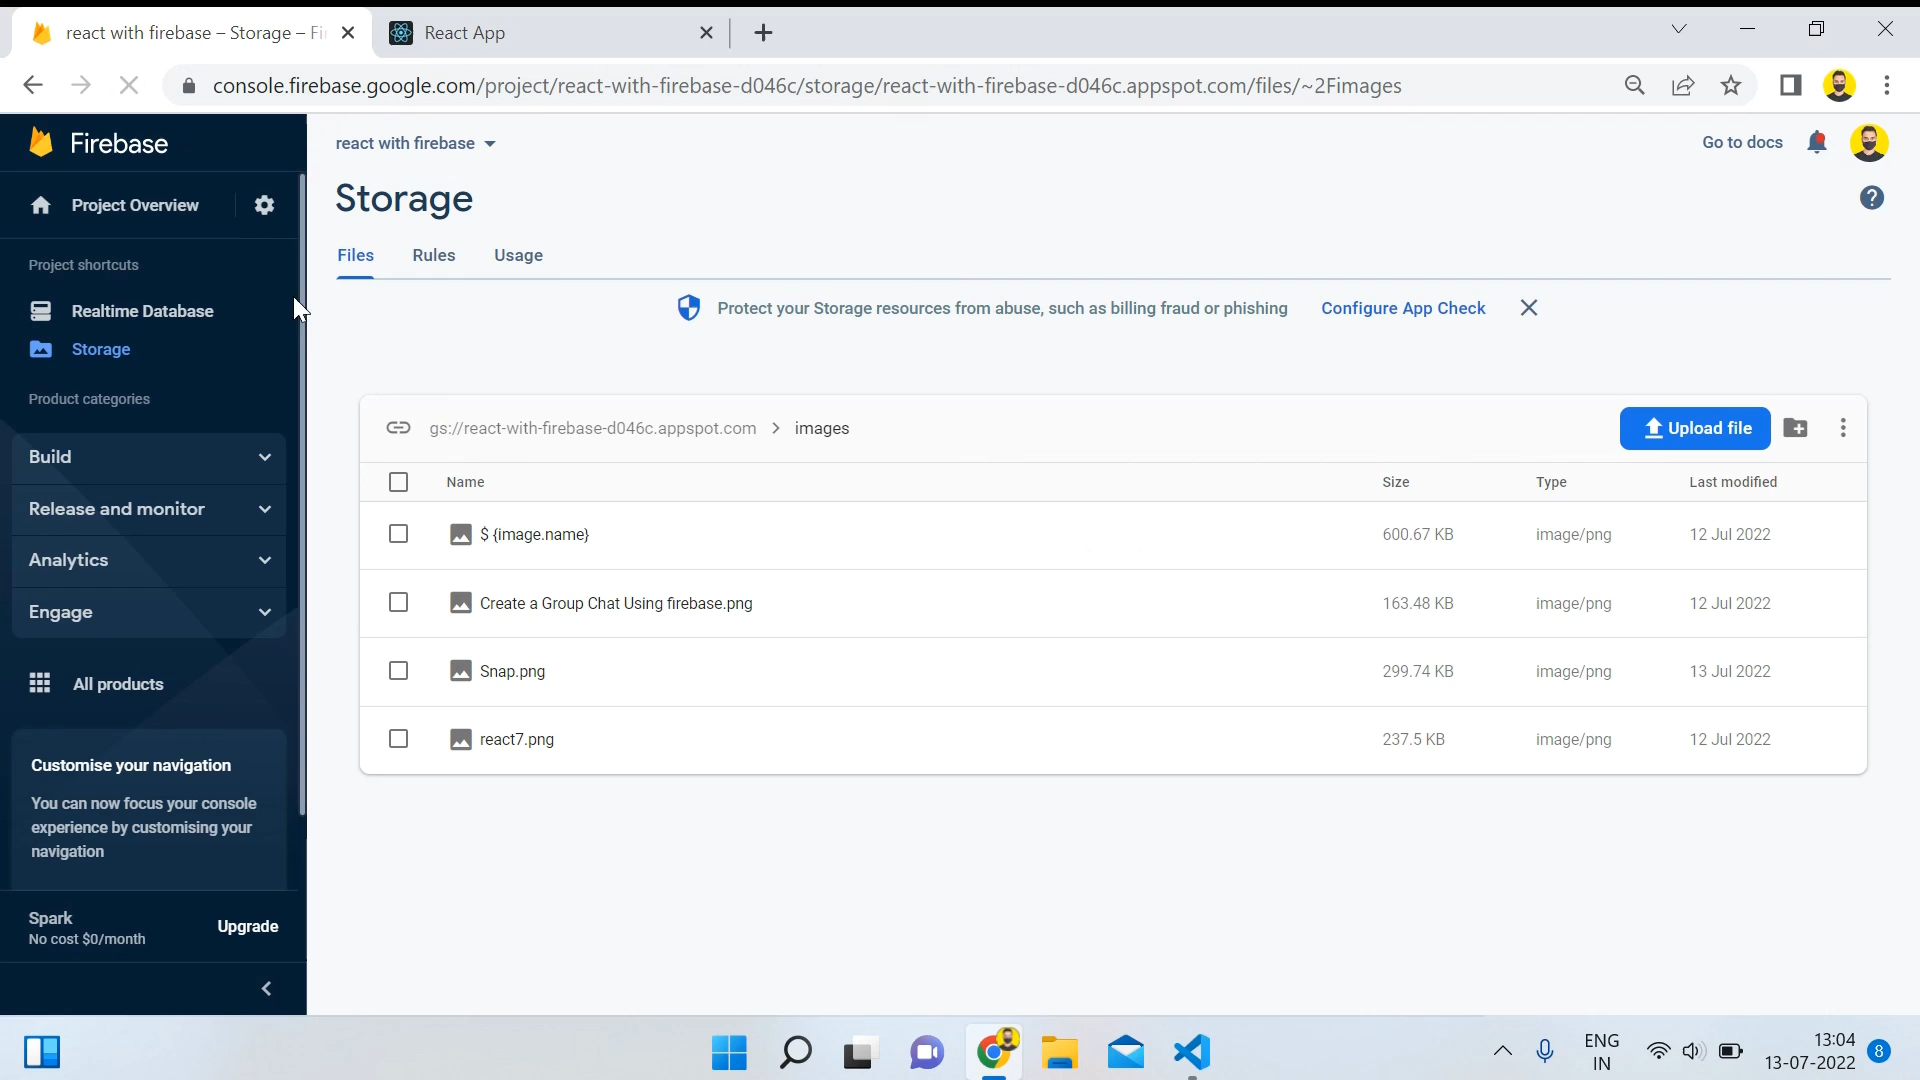 react with firebase – Storage – Fi
React App
console.firebase.google.com/project/react-with-firebase-d046c/storage/react-with-firebase-d046c.appspot.com/files/~2Fimages
Firebase
react with firebase
Go to docs
Project Overview
Storage
Project shortcuts
Files Rules Usage
Realtime Database
Protect your Storage resources from abuse, such as billing fraud or phishing Configure App Check
Storage
Product categories
gs://react-with-firebase-d046c.appspot.com > images
Upload file
Build
Name Size Type Last modified
Release and monitor
$ {image.name} 600.67 KB image/png 12 Jul 2022
Analytics
Create a Group Chat Using firebase.png 163.48 KB image/png 12 Jul 2022
Engage
Snap.png 299.74 KB image/png 13 Jul 2022
All products
react7.png 237.5 KB image/png 12 Jul 2022
Customise your navigation
You can now focus your console
experience by customising your
navigation
Spark
No cost $0/month
Upgrade
ENG
IN
13:04
13-07-2022
8